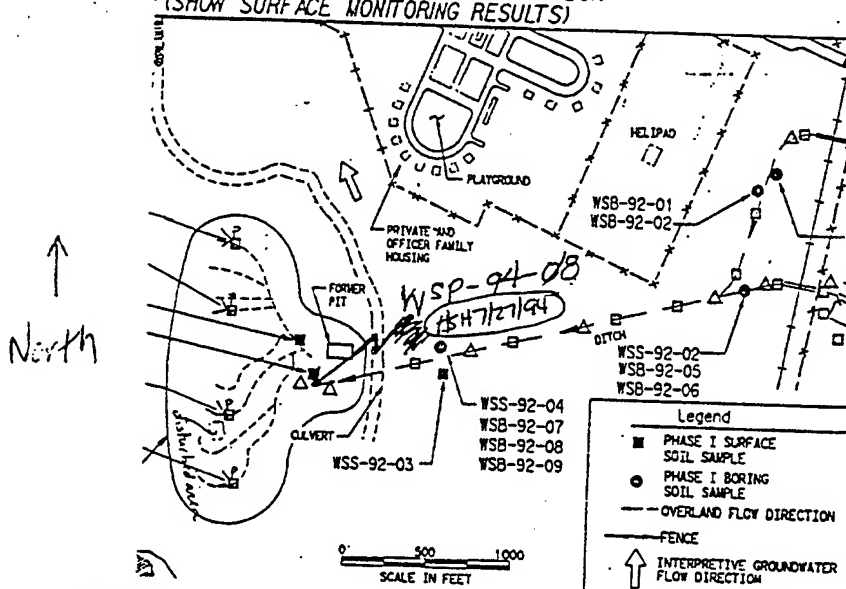 (SHOW SURFACE MONITORING RESULTS)
HELIPAD
PLAYGROUND
WSB-92-01
WSB-92-02
PRIVATE AND
OFFICER FAMILY
HOUSING
P
North
FORMER
PIT
WSP-94-08
HSH7/27/94
P
DITCH
WSS-92-02
WSB-92-05
WSB-92-06
P
CULVERT
WSS-92-04
WSB-92-07
WSB-92-08
WSB-92-09
WSS-92-03
P
disturbed area
Legend
PHASE I SURFACE
SOIL SAMPLE
PHASE I BORING
SOIL SAMPLE
OVERLAND FLOW DIRECTION
FENCE
INTERPRETIVE GROUNDWATER
FLOW DIRECTION
0 500 1000
SCALE IN FEET